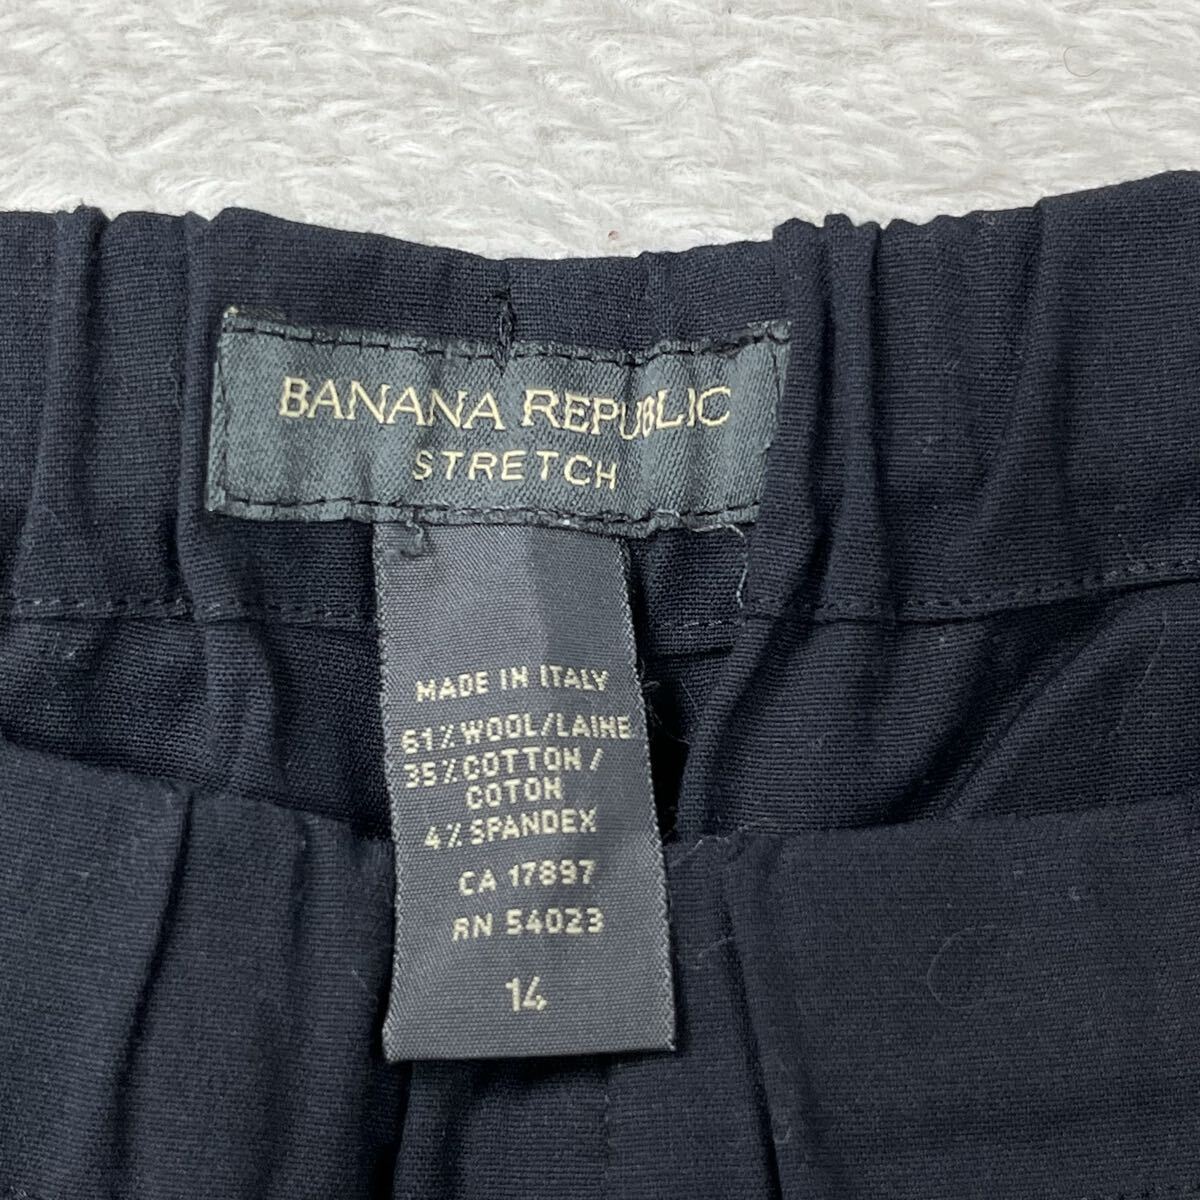 BANANA REPUBLIC
STRETCH
MADE IN ITALY
61% WOOL/LAINE
35% COTTON /
COTON
4% SPANDEX
CA 17897
RN 54023
14